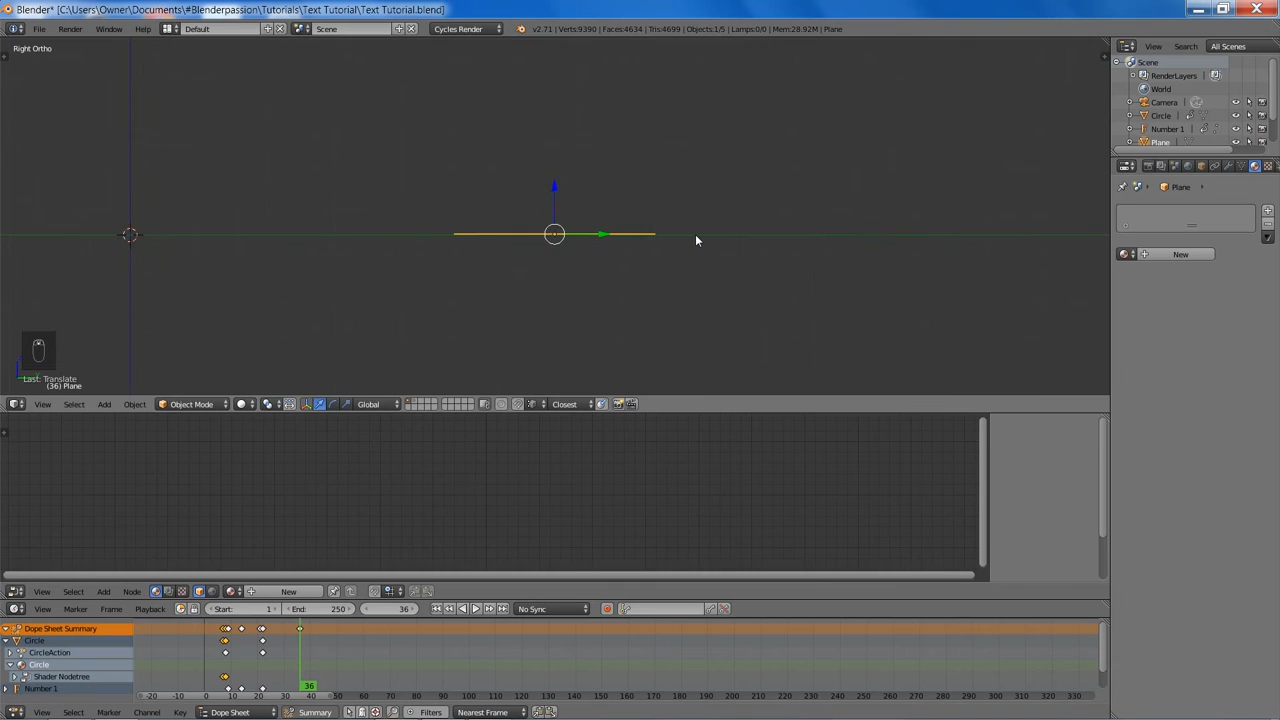 Blender* [C:\Users\Owner\Documents\#Blenderpassion\Tutorials\Text Tutorial\Text Tutorial.blend]
File Render Window Help Default Scene Cycles Render v2.71 | Verts:9390 | Faces:4634 | Tris:4699 | Objects:1/5 | Lamps:0/0 | Mem:28.92M | Plane
View Search All Scenes
Right Ortho
Scene
RenderLayers
World
Camera
Circle
Number 1
Plane
Plane
New
Last: Translate
(36) Plane
View Select Add Object Object Mode Global Closest
View Select Add Node New
View Marker Frame Playback Start: 1 End: 250 36 No Sync
Dope Sheet Summary
Circle
CircleAction
Circle
Shader Nodetree
Number 1
-20 -10 0 10 20 30 36 40 50 60 70 80 90 100 110 120 130 140 150 160 170 180 190 200 210 220 230 240 250 260 270 280 290 300 310 320 330
View Select Marker Channel Key Dope Sheet Summary Filters Nearest Frame